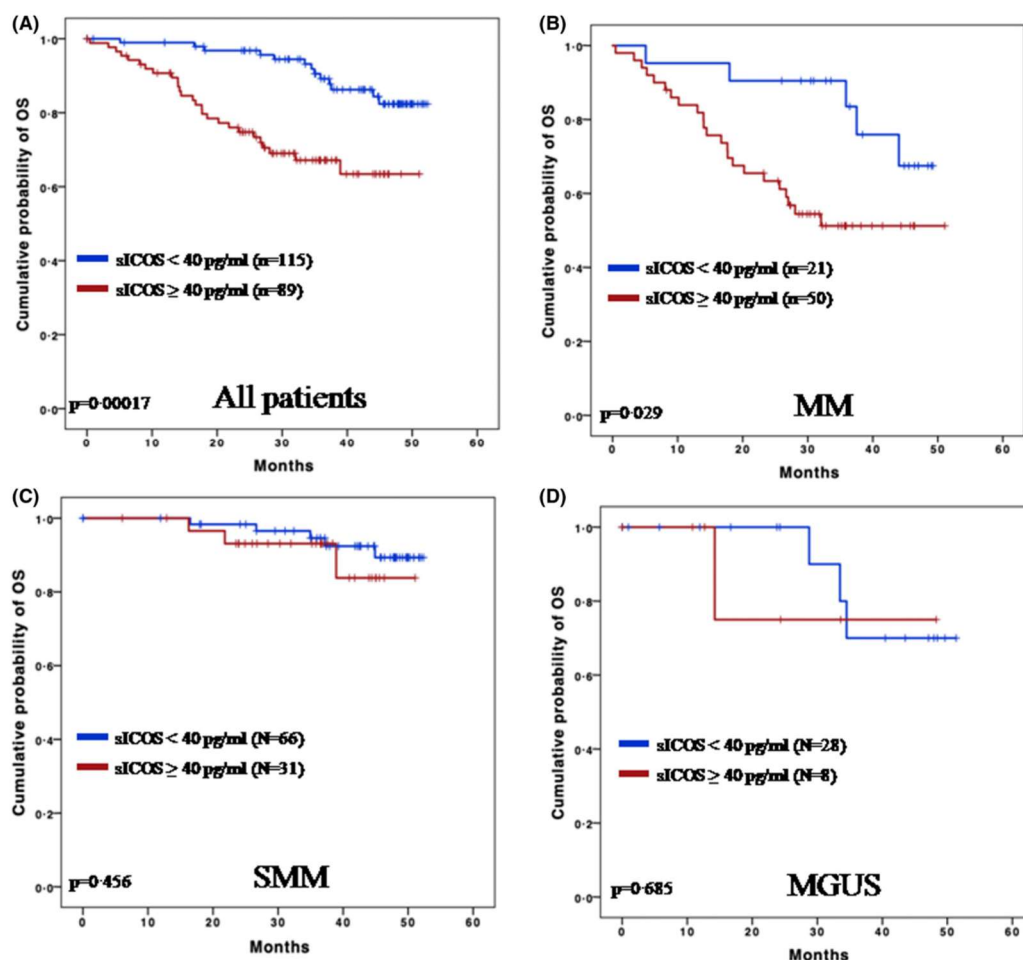 (A)
Cumulative probability of OS
1·0
0·8
0·6
0·4
0·2
0·0
sICOS < 40 pg/ml (n=115)
sICOS ≥ 40 pg/ml (n=89)
p=0·00017
All patients
0 10 20 30 40 50 60
Months
(B)
Cumulative probability of OS
1·0
0·8
0·6
0·4
0·2
0·0
sICOS < 40 pg/ml (n=21)
sICOS ≥ 40 pg/ml (n=50)
p=0·029
MM
0 10 20 30 40 50 60
Months
(C)
Cumulative probability of OS
1·0
0·8
0·6
0·4
0·2
0·0
sICOS < 40 pg/ml (N=66)
sICOS ≥ 40 pg/ml (N=31)
p=0·456
SMM
0 10 20 30 40 50 60
Months
(D)
Cumulative probability of OS
1·0
0·8
0·6
0·4
0·2
0·0
sICOS < 40 pg/ml (N=28)
sICOS ≥ 40 pg/ml (N=8)
p=0·685
MGUS
0 10 20 30 40 50 60
Months